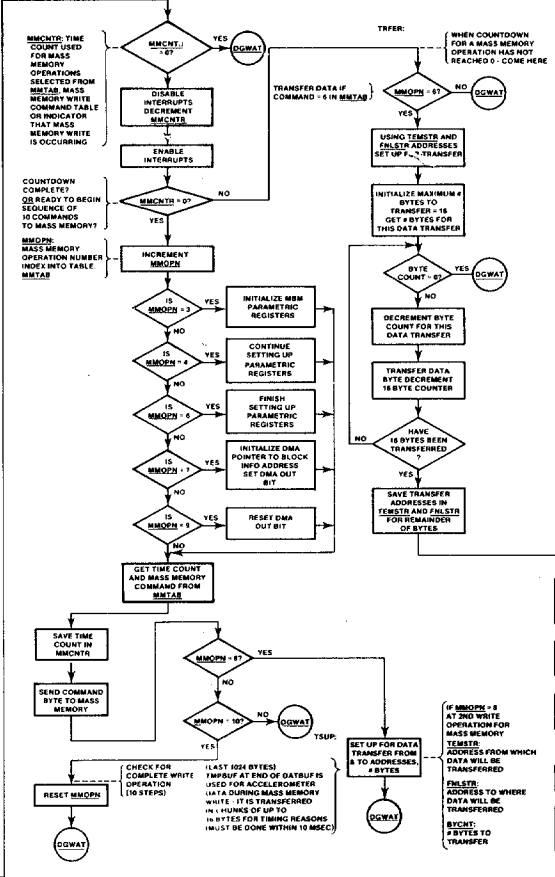 MMCNTR: TIME
COUNT USED
FOR MASS
MEMORY
OPERATIONS
SELECTED FROM
MMTAB, MASS
MEMORY WRITE
COMMAND TABLE
OR INDICATOR
THAT MASS
MEMORY WRITE
IS OCCURRING
= 0?
YES
DGWAT
DISABLE
INTERRUPTS
DECREMENT
MMCNTR
ENABLE
INTERRUPTS
COUNTDOWN
COMPLETE?
OR READY TO BEGIN
SEQUENCE OF
10 COMMANDS
TO MASS MEMORY?
MMCNTR = 0?
NO
YES
MMOPN:
MASS MEMORY
OPERATION NUMBER
INDEX INTO TABLE.
MMTAB
INCREMENT
MMOPN
IS
MMOPN = 3
YES
INITIALIZE MBM
PARAMETRIC
REGISTERS
NO
IS
MMOPN = 4
YES
CONTINUE
SETTING UP
PARAMETRIC
REGISTERS
NO
IS
MMOPN = 6
YES
FINISH
SETTING UP
PARAMETRIC
REGISTERS
NO
IS
MMOPN = 7
YES
INITIALIZE DMA
POINTER TO BLOCK
INFO ADDRESS
SET DMA OUT
BIT
NO
IS
MMOPN = 9
YES
RESET DMA
OUT BIT
NO
GET TIME COUNT
AND MASS MEMORY
COMMAND FROM
MMTAB
SAVE TIME
COUNT IN
MMCNTR
SEND COMMAND
BYTE TO MASS
MEMORY
YES
NO
MMOPN = 10?
NO
DGWAT
YES
RESET MMOPN
DGWAT
CHECK FOR
COMPLETE WRITE
OPERATION
(10 STEPS)
TSUP:
(LAST 1024 BYTES)
TMPBUF AT END OF DATBUF IS
USED FOR ACCELEROMETER
DATA DURING MASS MEMORY
WRITE - IT IS TRANSFERRED
IN CHUNKS OF UP TO
16 BYTES FOR TIMING REASONS
(MUST BE DONE WITHIN 10 MSEC)
SET UP FOR DATA
TRANSFER FROM
& TO ADDRESSES,
# BYTES
DGWAT
IF MMOPN = 8
AT 2ND WRITE
OPERATION FOR
MASS MEMORY
TEMSTR:
ADDRESS FROM WHICH
DATA WILL BE
TRANSFERRED
FNLSTR:
ADDRESS TO WHERE
DATA WILL BE
TRANSFERRED
BYCNT:
# BYTES TO
TRANSFER
TRFER:
WHEN COUNTDOWN
FOR A MASS MEMORY
OPERATION HAS NOT
REACHED 0 - COME HERE
TRANSFER DATA IF
COMMAND = 6 IN MMTAB
MMOPN = 6?
NO
DGWAT
YES
USING TEMSTR AND
FNLSTR ADDRESSES
SET UP TRANSFER
INITIALIZE MAXIMUM #
BYTES TO
TRANSFER = 16
GET # BYTES FOR
THIS DATA TRANSFER
BYTE
COUNT = 0?
YES
DGWAT
NO
DECREMENT BYTE
COUNT FOR THIS
DATA TRANSFER
TRANSFER DATA
BYTE DECREMENT
16 BYTE COUNTER
HAVE
16 BYTES BEEN
TRANSFERRED
?
NO
YES
SAVE TRANSFER
ADDRESSES IN
TEMSTR AND FNLSTR
FOR REMAINDER
OF BYTES